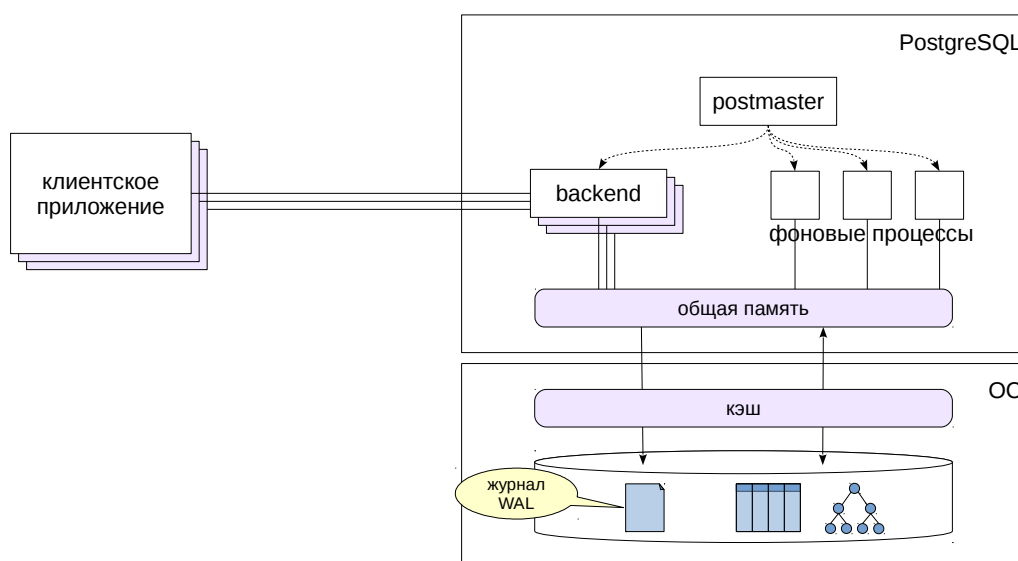 PostgreSQL
postmaster
клиентское
приложение
backend
фоновые процессы
общая память
ОС
кэш
журнал
WAL